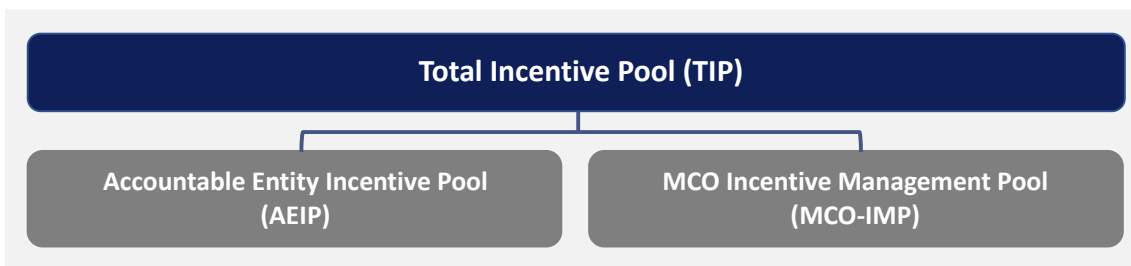 Total Incentive Pool (TIP)
Accountable Entity Incentive Pool
(AEIP)
MCO Incentive Management Pool
(MCO-IMP)